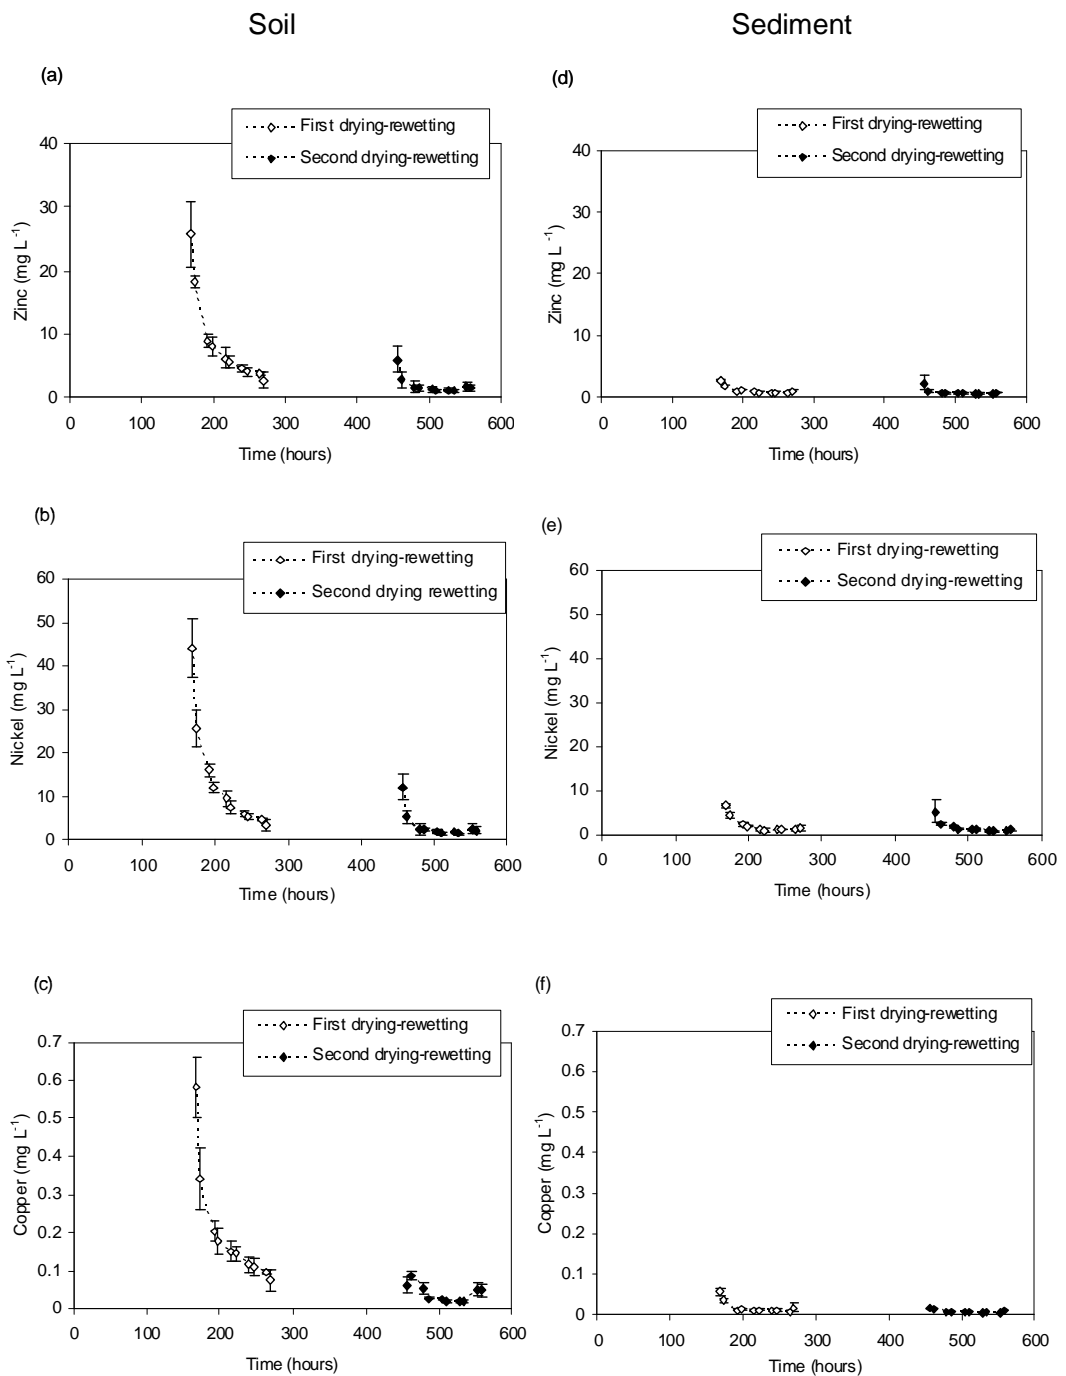 Soil
Sediment
(a)
First drying-rewetting
Second drying-rewetting
40
30
20
10
0
Zinc (mg L⁻¹)
0 100 200 300 400 500 600
Time (hours)
(d)
First drying-rewetting
Second drying-rewetting
40
30
20
10
0
Zinc (mg L⁻¹)
0 100 200 300 400 500 600
Time (hours)
(b)
First drying-rewetting
Second drying rewetting
60
50
40
30
20
10
0
Nickel (mg L⁻¹)
0 100 200 300 400 500 600
Time (hours)
(e)
First drying-rewetting
Second drying-rewetting
60
50
40
30
20
10
0
Nickel (mg L⁻¹)
0 100 200 300 400 500 600
Time (hours)
(c)
First drying-rewetting
Second drying-rewetting
0.7
0.6
0.5
0.4
0.3
0.2
0.1
0
Copper (mg L⁻¹)
0 100 200 300 400 500 600
Time (hours)
(f)
First drying-rewetting
Second drying-rewetting
0.7
0.6
0.5
0.4
0.3
0.2
0.1
0
Copper (mg L⁻¹)
0 100 200 300 400 500 600
Time (hours)